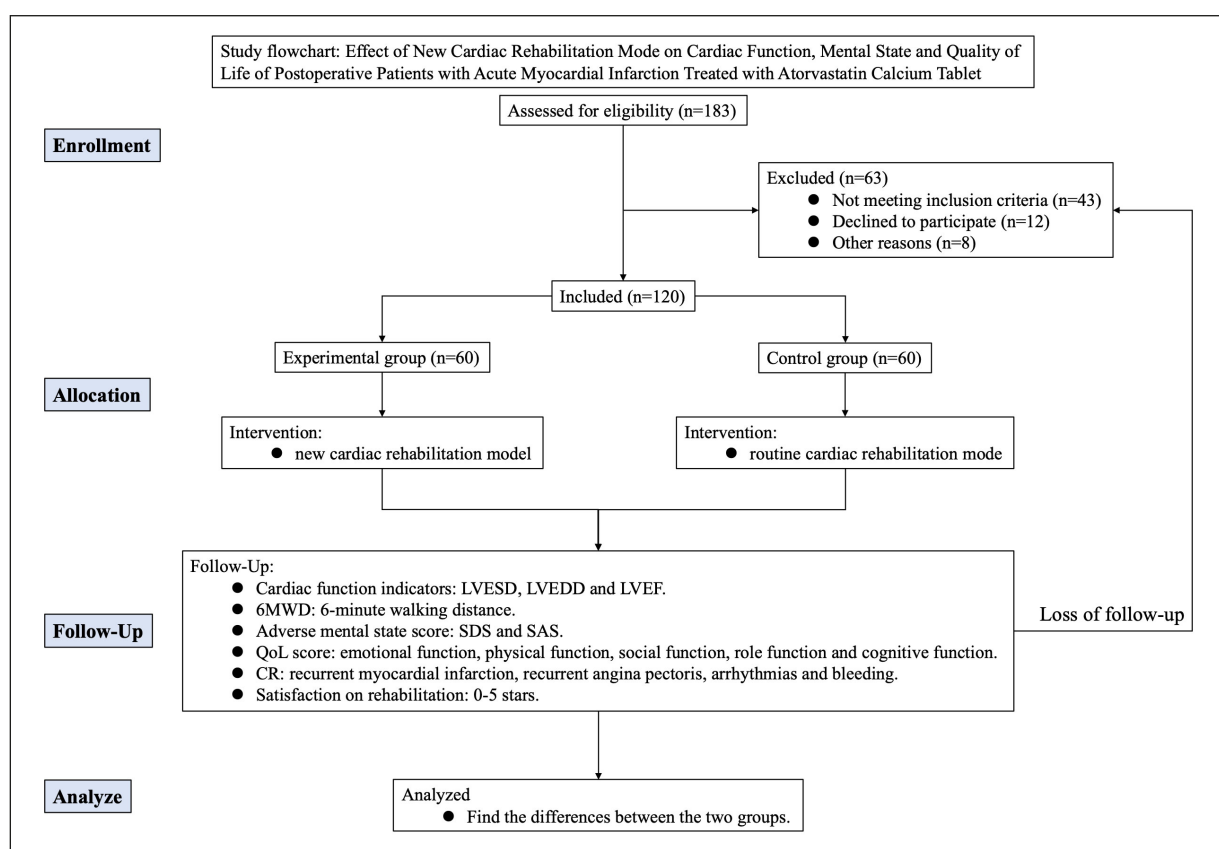 Study flowchart: Effect of New Cardiac Rehabilitation Mode on Cardiac Function, Mental State and Quality of
Life of Postoperative Patients with Acute Myocardial Infarction Treated with Atorvastatin Calcium Tablet
Assessed for eligibility (n=183)
Enrollment
Excluded (n=63)
● Not meeting inclusion criteria (n=43)
● Declined to participate (n=12)
● Other reasons (n=8)
Included (n=120)
Experimental group (n=60)
Control group (n=60)
Allocation
Intervention:
● new cardiac rehabilitation model
Intervention:
● routine cardiac rehabilitation mode
Follow-Up:
● Cardiac function indicators: LVESD, LVEDD and LVEF.
● 6MWD: 6-minute walking distance.
● Adverse mental state score: SDS and SAS.
● QoL score: emotional function, physical function, social function, role function and cognitive function.
● CR: recurrent myocardial infarction, recurrent angina pectoris, arrhythmias and bleeding.
● Satisfaction on rehabilitation: 0-5 stars.
Follow-Up
Loss of follow-up
Analyze
Analyzed
● Find the differences between the two groups.